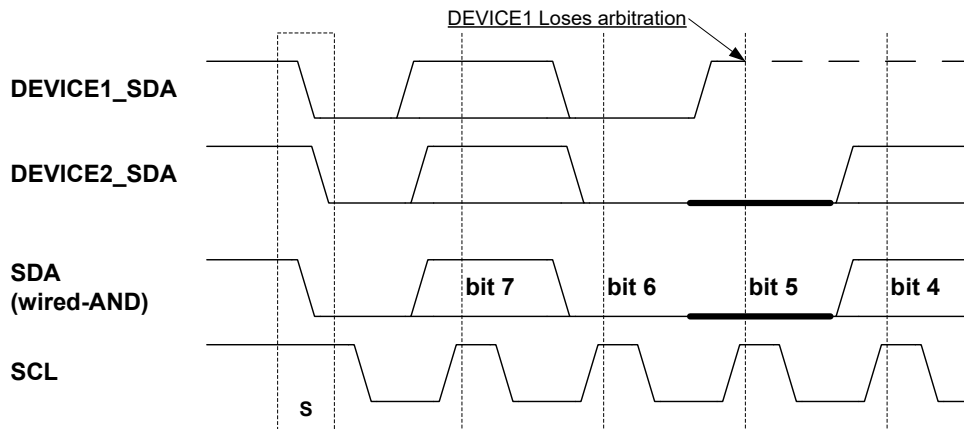 DEVICE1 Loses arbitration
DEVICE1_SDA
DEVICE2_SDA
SDA
(wired-AND)
bit 7 bit 6 bit 5 bit 4
SCL
S